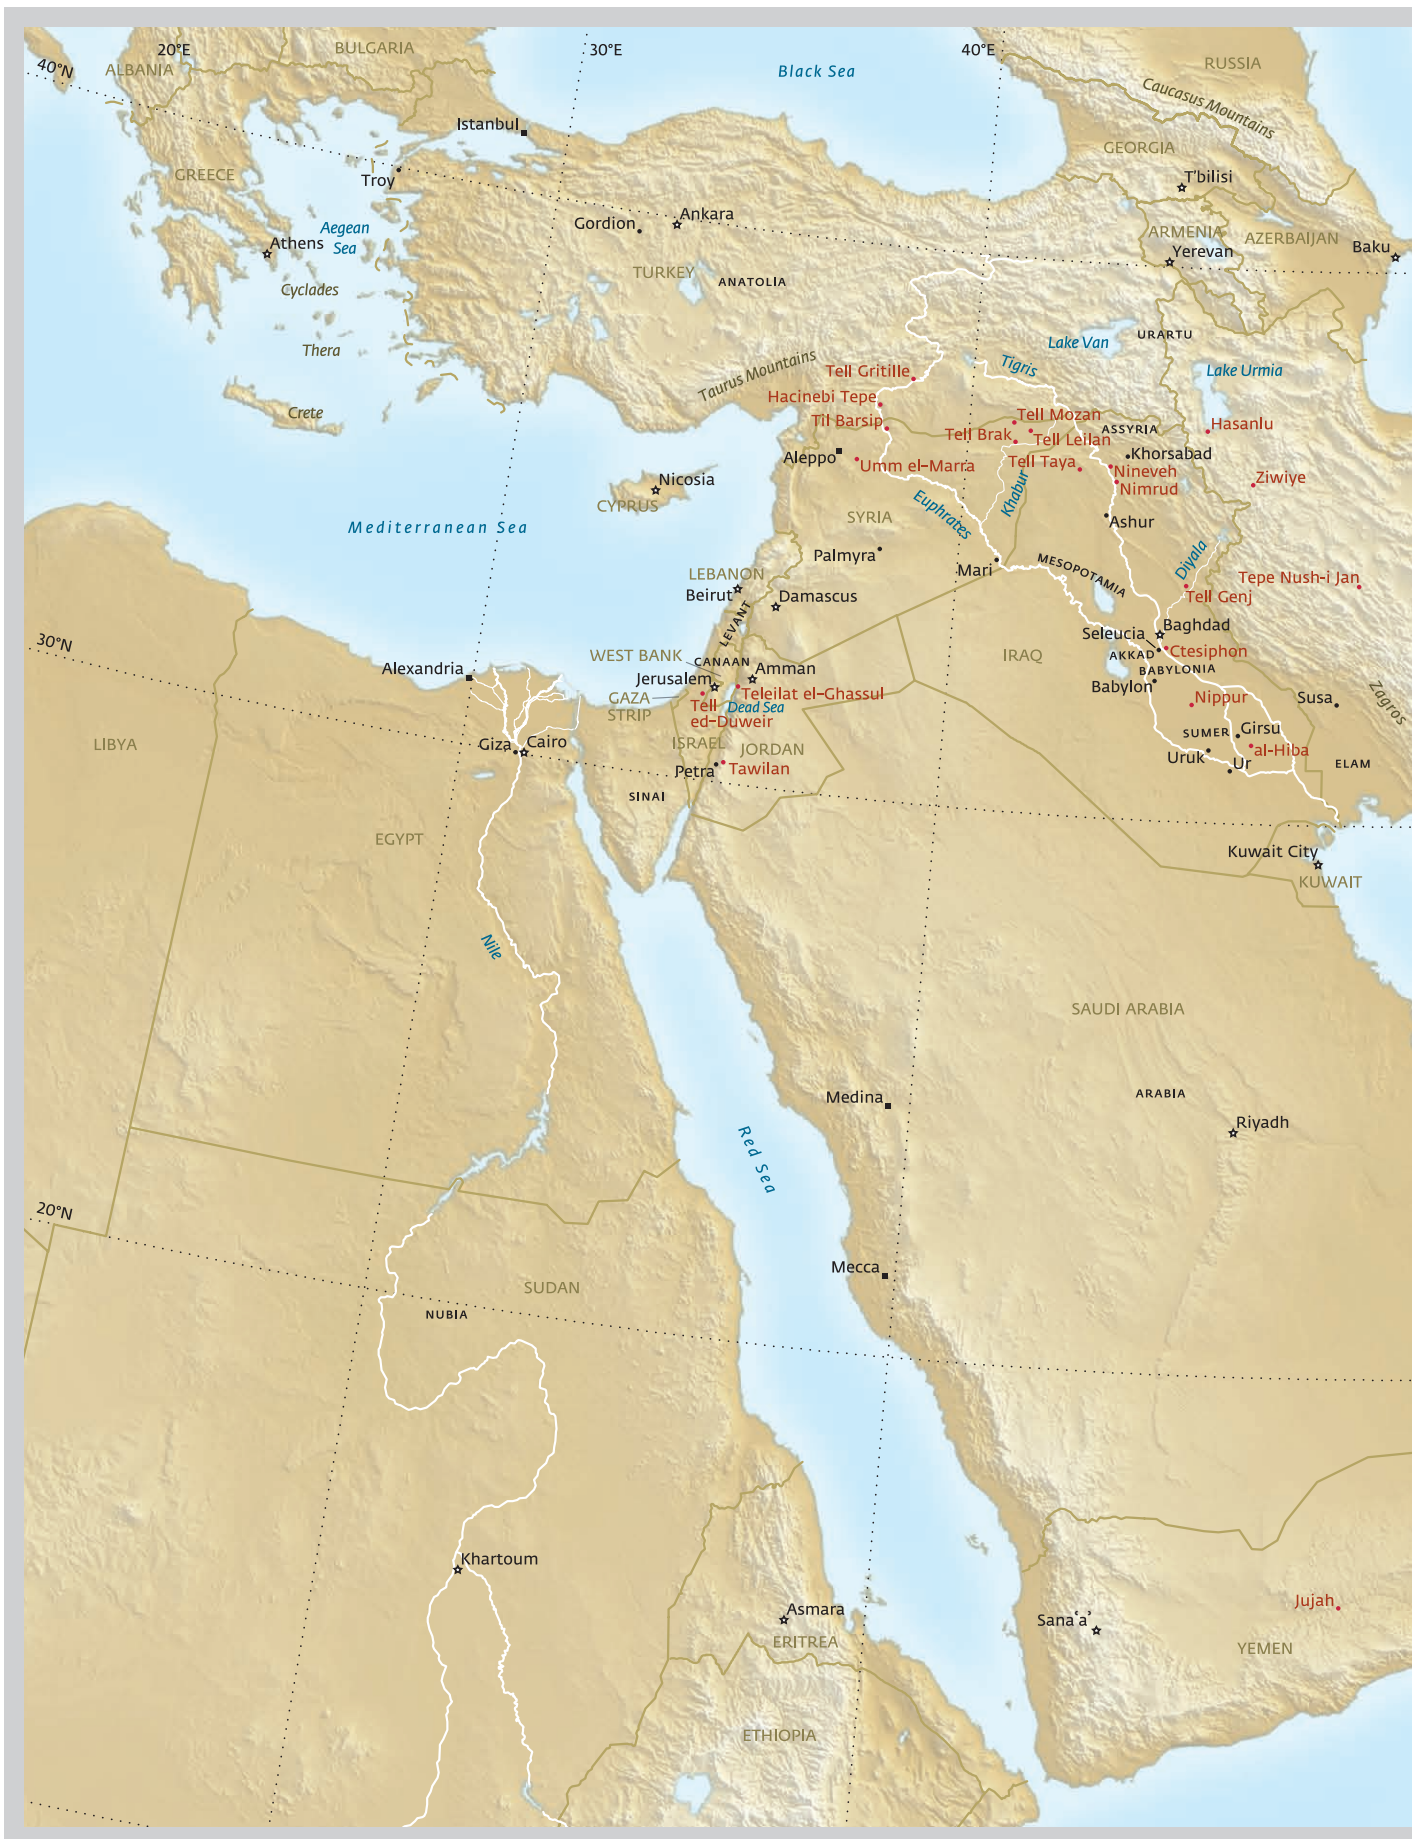 20°E
30°E
40°E
40°N
ALBANIA
BULGARIA
Black Sea
RUSSIA
Caucasus Mountains
Istanbul
GEORGIA
GREECE
Troy
T'bilisi
Gordion
Ankara
Aegean
Sea
Athens
ARMENIA
AZERBAIJAN
Yerevan
Baku
TURKEY
ANATOLIA
Cyclades
URARTU
Lake Van
Thera
Taurus Mountains
Tigris
Tell Gritille
Lake Urmia
Hacinebi Tepe
Crete
Til Barsip
Tell Mozan
ASSYRIA
Hasanlu
Tell Brak
Tell Leilan
Aleppo
Umm el-Marra
Tell Taya
Khorsabad
Nineveh
Nimrud
Ziwiye
Nicosia
CYPRUS
Khabur
Euphrates
SYRIA
Mediterranean Sea
Ashur
Palmyra
Mari
MESOPOTAMIA
Diyala
LEBANON
Beirut
Tepe Nush-i Jan
Damascus
Tell Genj
LEVANT
30°N
Seleucia
Baghdad
WEST BANK
CANAAN
Amman
IRAQ
AKKAD
Ctesiphon
Alexandria
Jerusalem
BABYLONIA
Babylon
GAZA
STRIP
Teleilat el-Ghassul
Tell
ed-Duweir
Dead Sea
Nippur
Susa
Zagros
LIBYA
Giza
Cairo
ISRAEL
JORDAN
SUMER
Girsu
al-Hiba
Uruk
Ur
ELAM
Petra
Tawilan
SINAI
EGYPT
Kuwait City
KUWAIT
Nile
SAUDI ARABIA
Medina
ARABIA
Riyadh
Red Sea
20°N
Mecca
SUDAN
NUBIA
Khartoum
Jujah
Asmara
Sana‘a’
ERITREA
YEMEN
ETHIOPIA